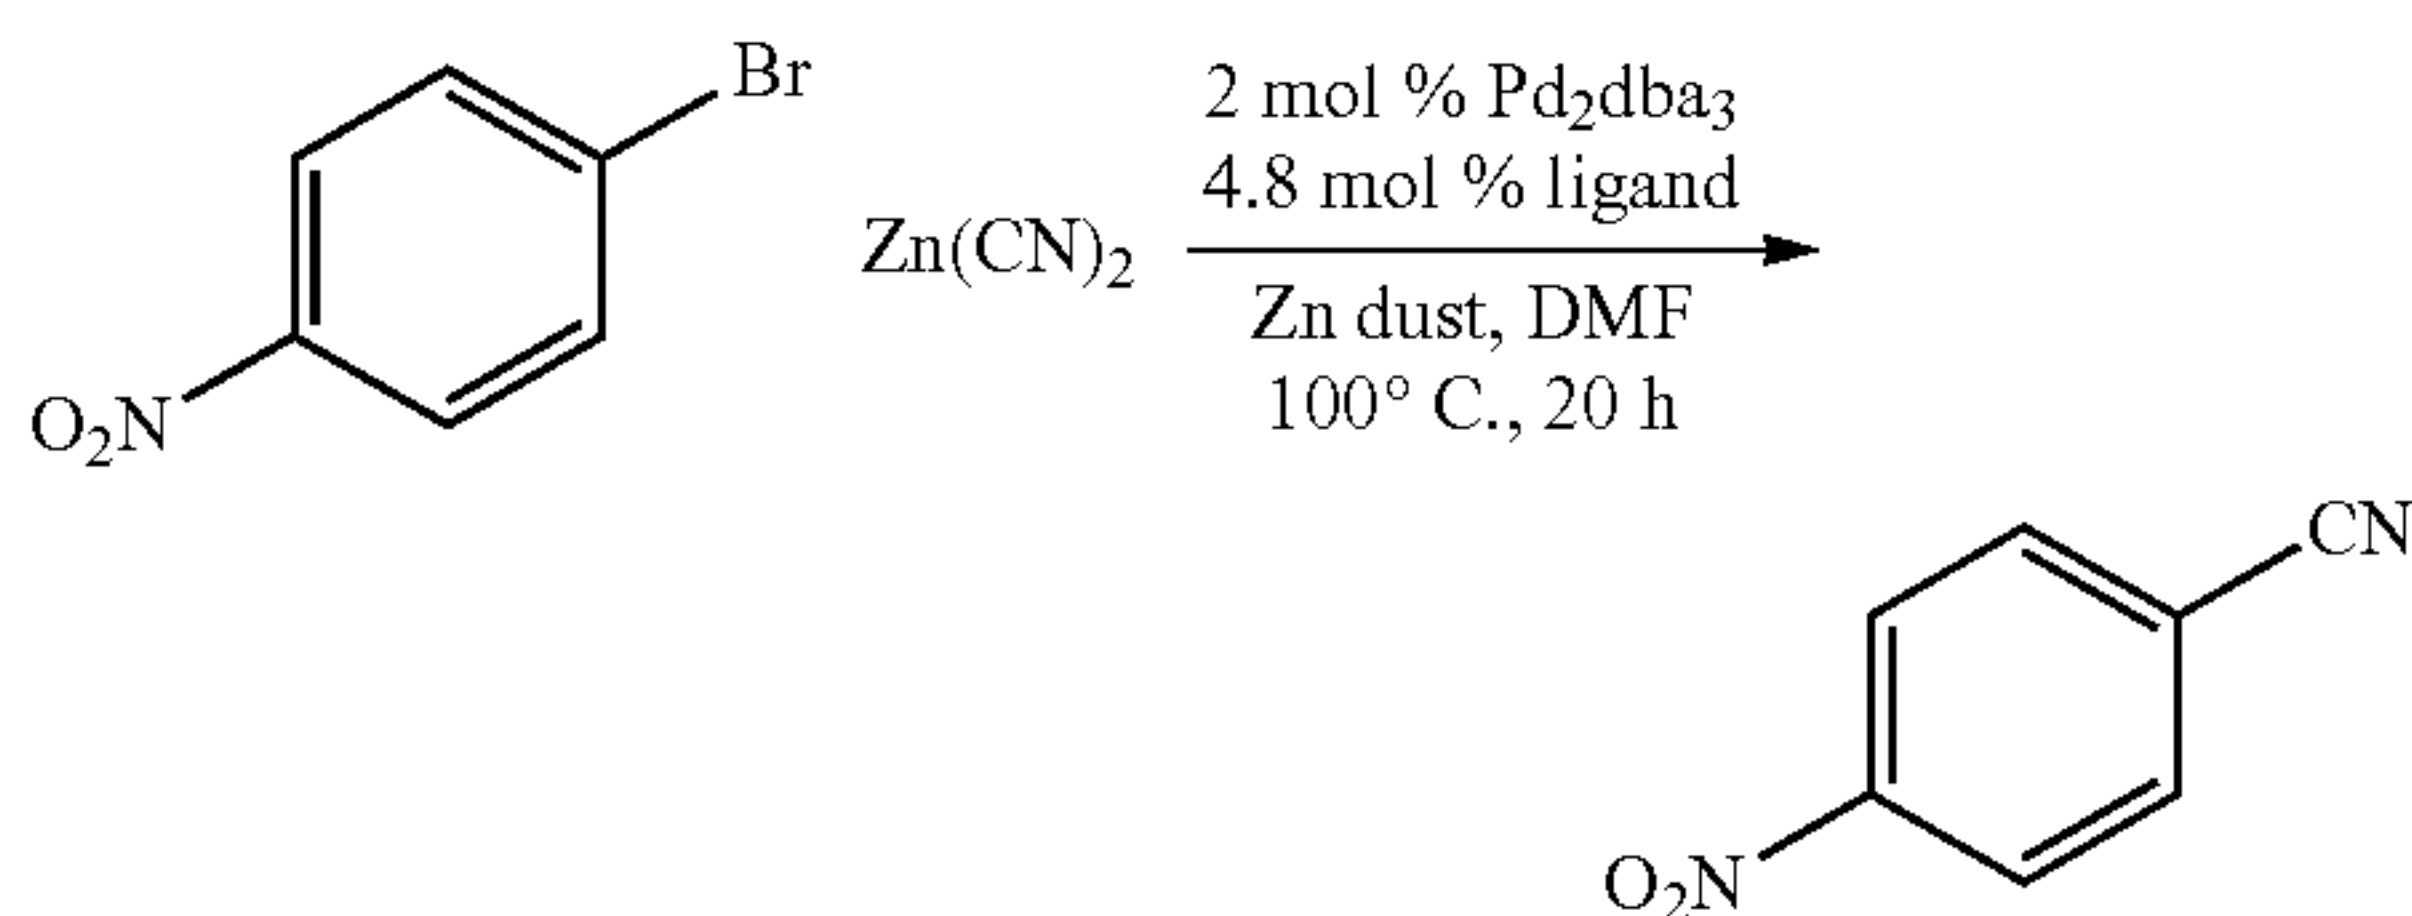 Br
O₂N
Zn(CN)₂
2 mol % Pd₂dba₃
4.8 mol % ligand
Zn dust, DMF
100° C., 20 h
CN
O₂N